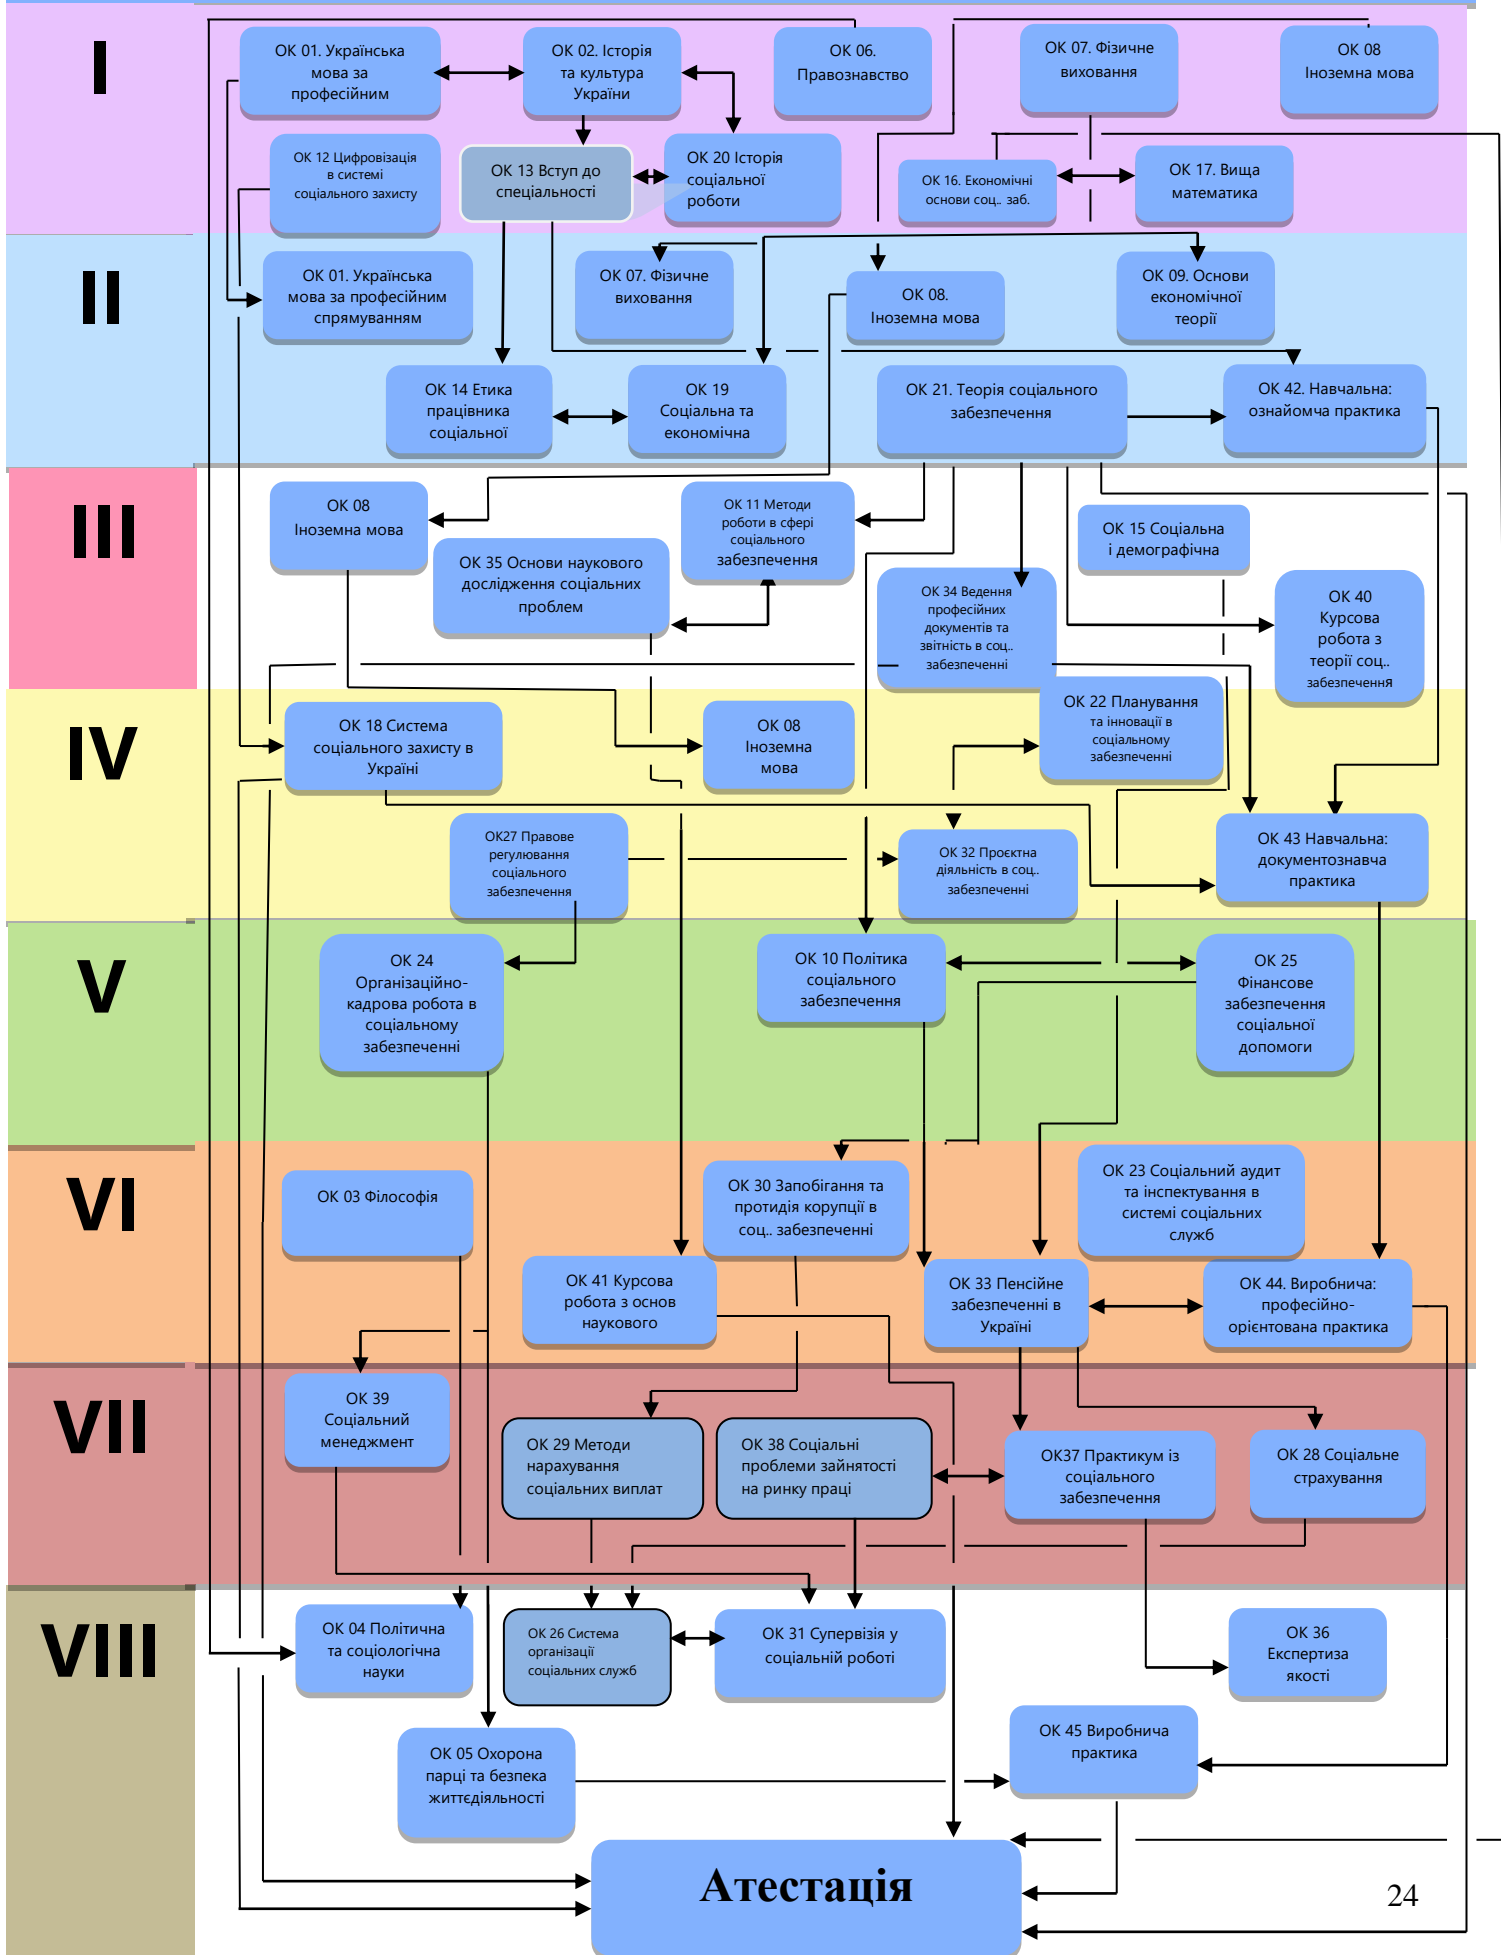 I
ОК 01. Українська
мова за
професійним
ОК 02. Історія
та культура
України
ОК 06.
Правознавство
ОК 07. Фізичне
виховання
ОК 08
Іноземна мова
ОК 12 Цифровізація
в системі
соціального захисту
ОК 13 Вступ до
спеціальності
ОК 20 Історія
соціальної
роботи
ОК 16. Економічні
основи соц.. заб.
ОК 17. Вища
математика
II
ОК 01. Українська
мова за професійним
спрямуванням
ОК 07. Фізичне
виховання
ОК 08.
Іноземна мова
ОК 09. Основи
економічної
теорії
ОК 14 Етика
працівника
соціальної
ОК 19
Соціальна та
економічна
ОК 21. Теорія соціального
забезпечення
ОК 42. Навчальна:
ознайомча практика
III
ОК 08
Іноземна мова
ОК 35 Основи наукового
дослідження соціальних
проблем
ОК 11 Методи
роботи в сфері
соціального
забезпечення
ОК 34 Ведення
професійних
документів та
звітність в соц..
забезпеченні
ОК 15 Соціальна
і демографічна
ОК 40
Курсова
робота з
теорії соц..
забезпечення
IV
ОК 18 Система
соціального захисту в
Україні
ОК 08
Іноземна
мова
ОК 22 Планування
та інновації в
соціальному
забезпеченні
ОК27 Правове
регулювання
соціального
забезпечення
ОК 32 Проєктна
діяльність в соц..
забезпеченні
ОК 43 Навчальна:
документознавча
практика
V
ОК 24
Організаційно-
кадрова робота в
соціальному
забезпеченні
ОК 10 Політика
соціального
забезпечення
ОК 25
Фінансове
забезпечення
соціальної
допомоги
VI
ОК 03 Філософія
ОК 30 Запобігання та
протидія корупції в
соц.. забезпеченні
ОК 23 Соціальний аудит
та інспектування в
системі соціальних
служб
ОК 41 Курсова
робота з основ
наукового
ОК 33 Пенсійне
забезпеченні в
Україні
ОК 44. Виробнича:
професійно-
орієнтована практика
VII
ОК 39
Соціальний
менеджмент
ОК 29 Методи
нарахування
соціальних виплат
ОК 38 Соціальні
проблеми зайнятості
на ринку праці
ОК37 Практикум із
соціального
забезпечення
ОК 28 Соціальне
страхування
VIII
ОК 04 Політична
та соціологічна
науки
ОК 26 Система
організації
соціальних служб
ОК 31 Супервізія у
соціальній роботі
ОК 36
Експертиза
якості
ОК 05 Охорона
парці та безпека
життєдіяльності
ОК 45 Виробнича
практика
Атестація
24